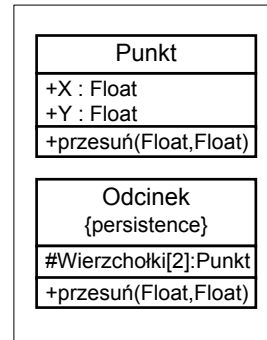 Punkt
+X : Float
+Y : Float
+przesuń(Float,Float)
Odcinek
{persistence}
#Wierzchołki[2]:Punkt
+przesuń(Float,Float)